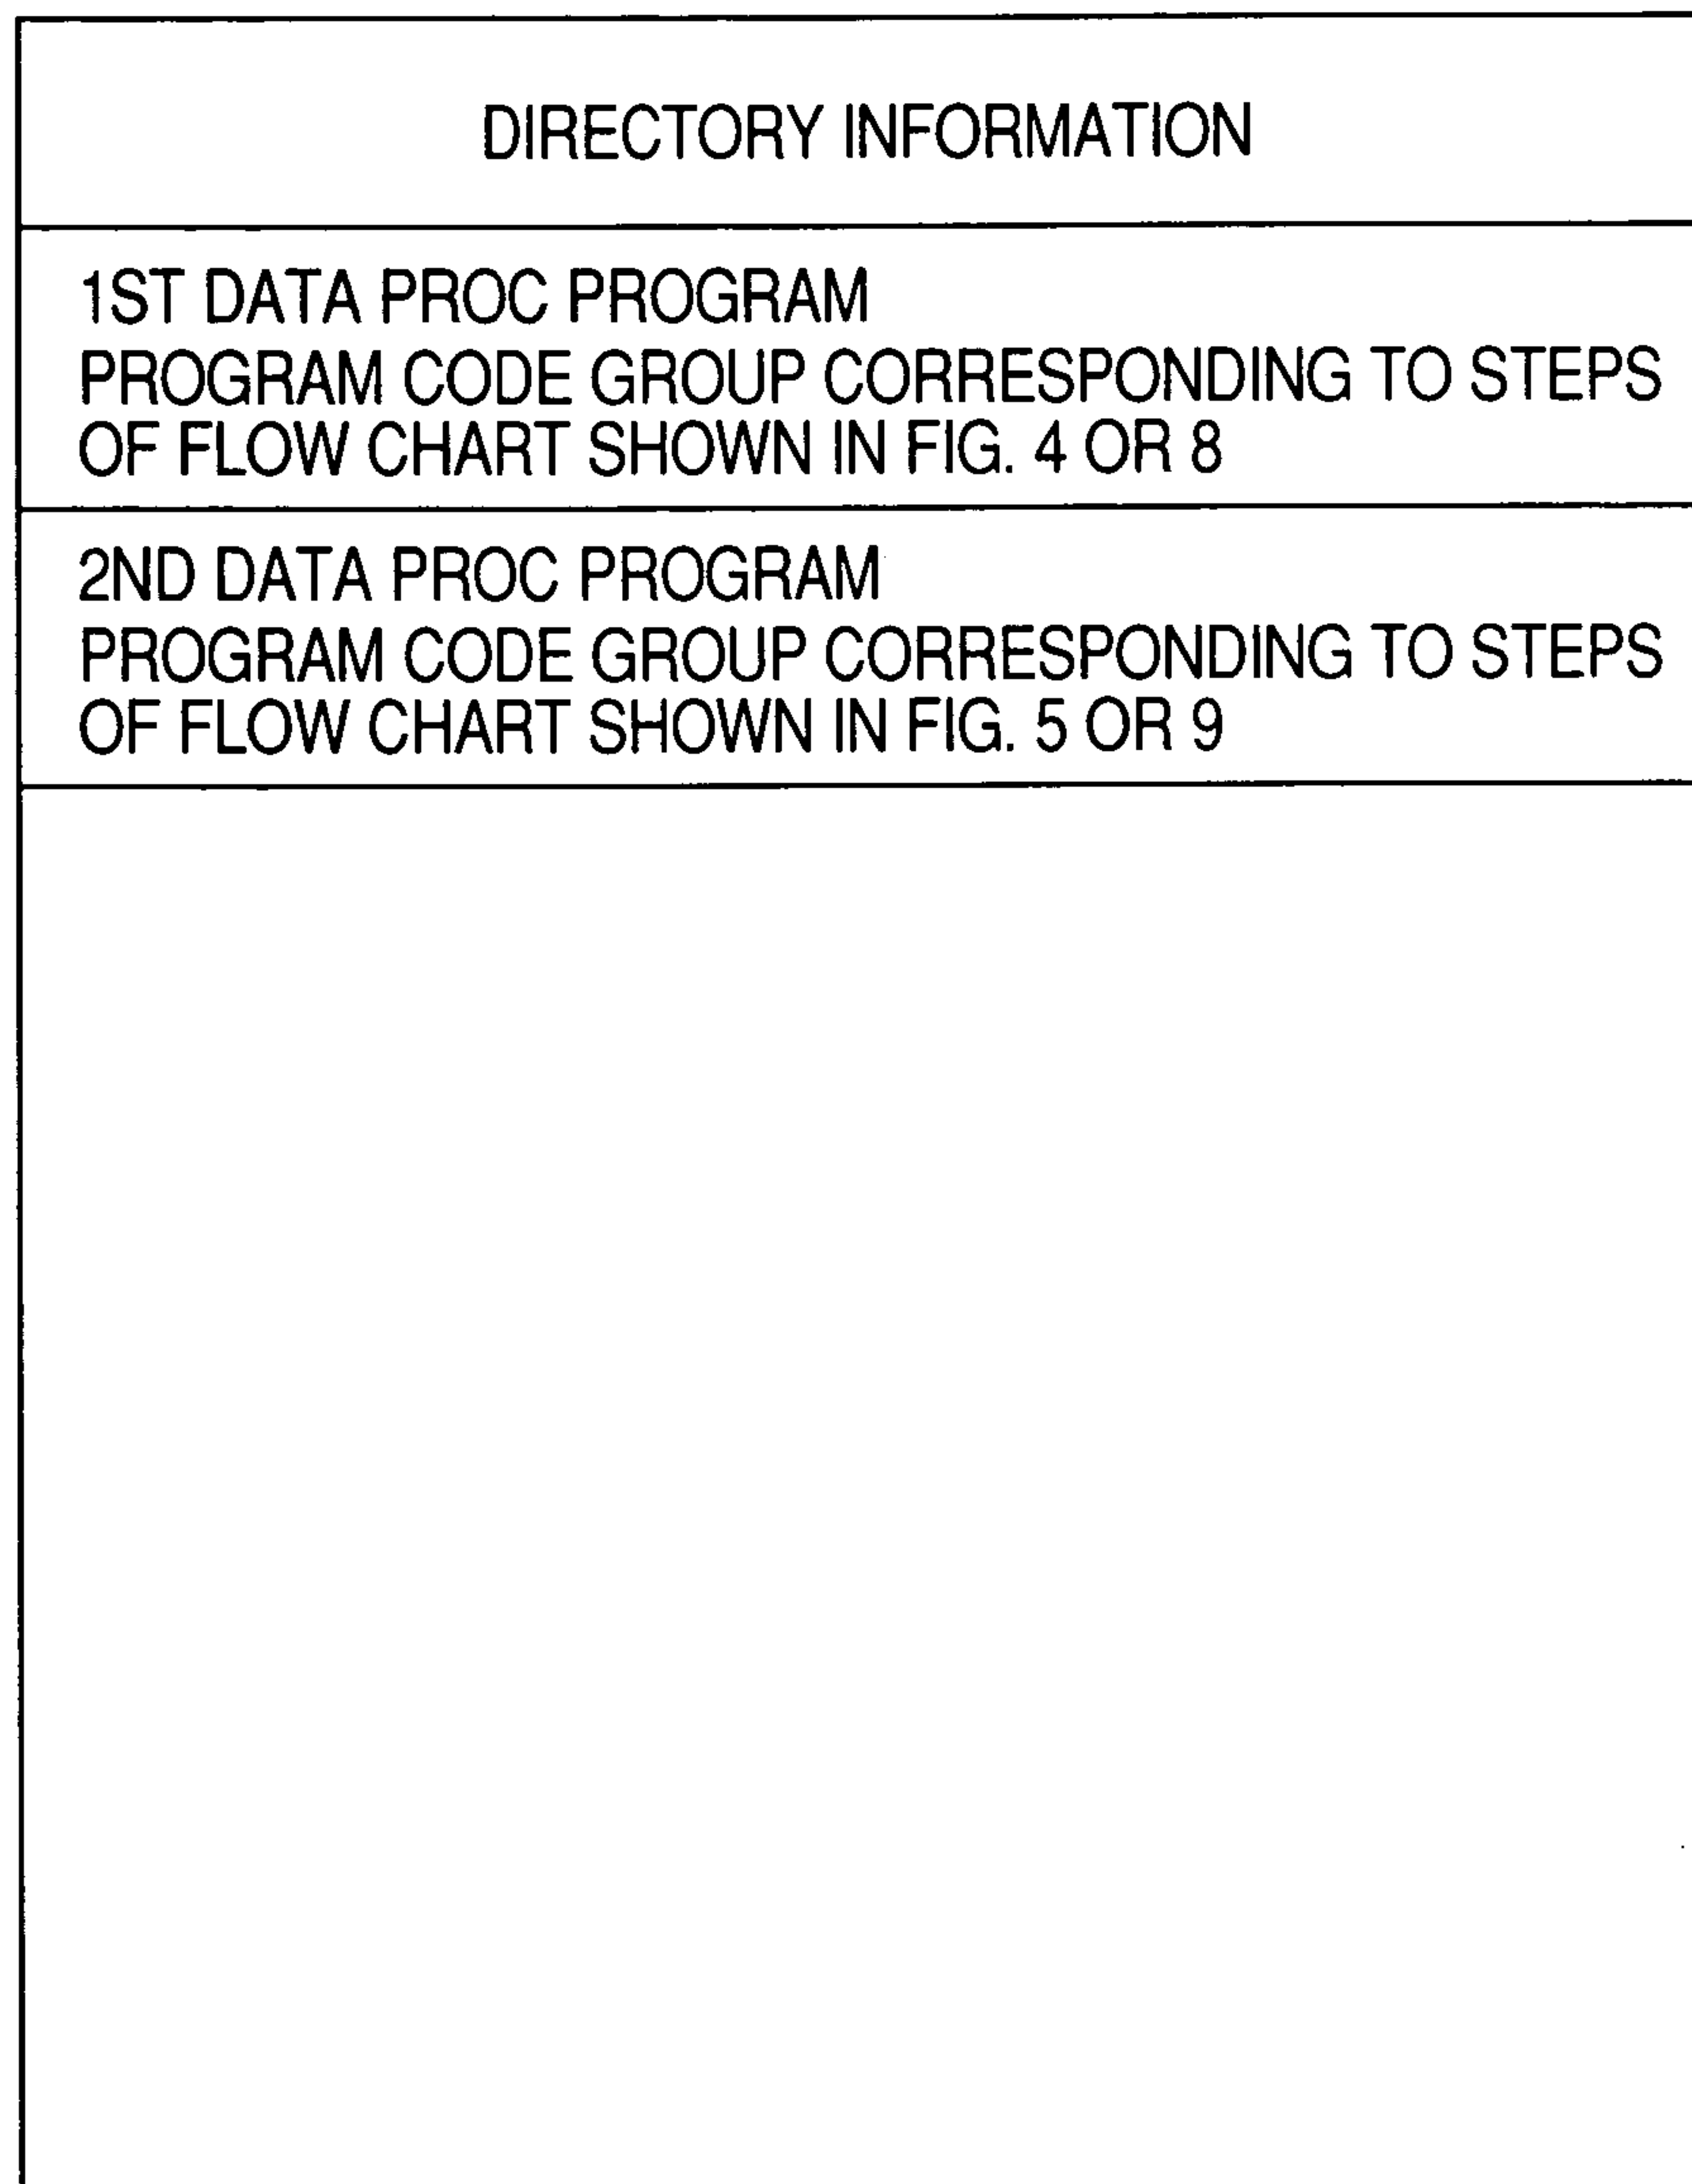 DIRECTORY INFORMATION
1ST DATA PROC PROGRAM
PROGRAM CODE GROUP CORRESPONDING TO STEPS
OF FLOW CHART SHOWN IN FIG. 4 OR 8
2ND DATA PROC PROGRAM
PROGRAM CODE GROUP CORRESPONDING TO STEPS
OF FLOW CHART SHOWN IN FIG. 5 OR 9